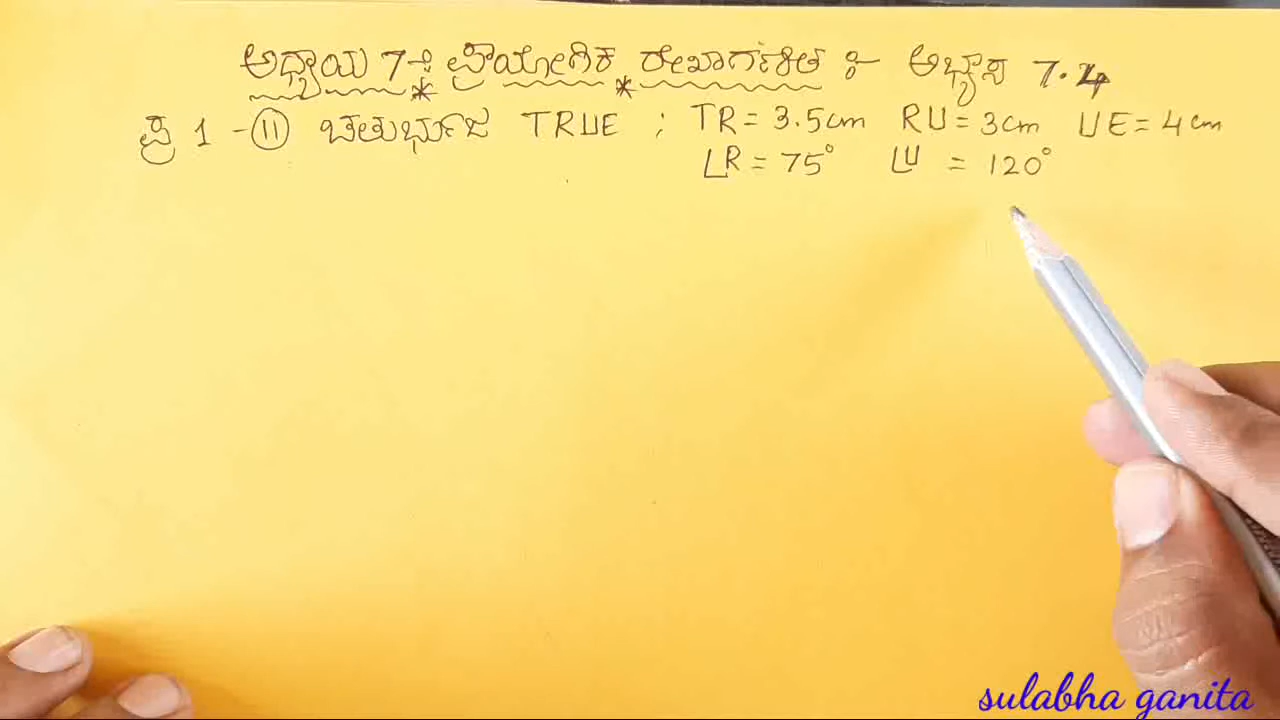 ಅಧ್ಯಾಯ 7 :- ಪ್ರಾಯೋಗಿಕ ರೇಖಾಗಣಿತ :- ಅಭ್ಯಾಸ 7.4
ಪ್ರ 1 - 11 ಚತುರ್ಭುಜ TRUE ; TR = 3.5cm RU = 3cm UE = 4cm
∠R = 75° ∠U = 120°
sulabha ganita